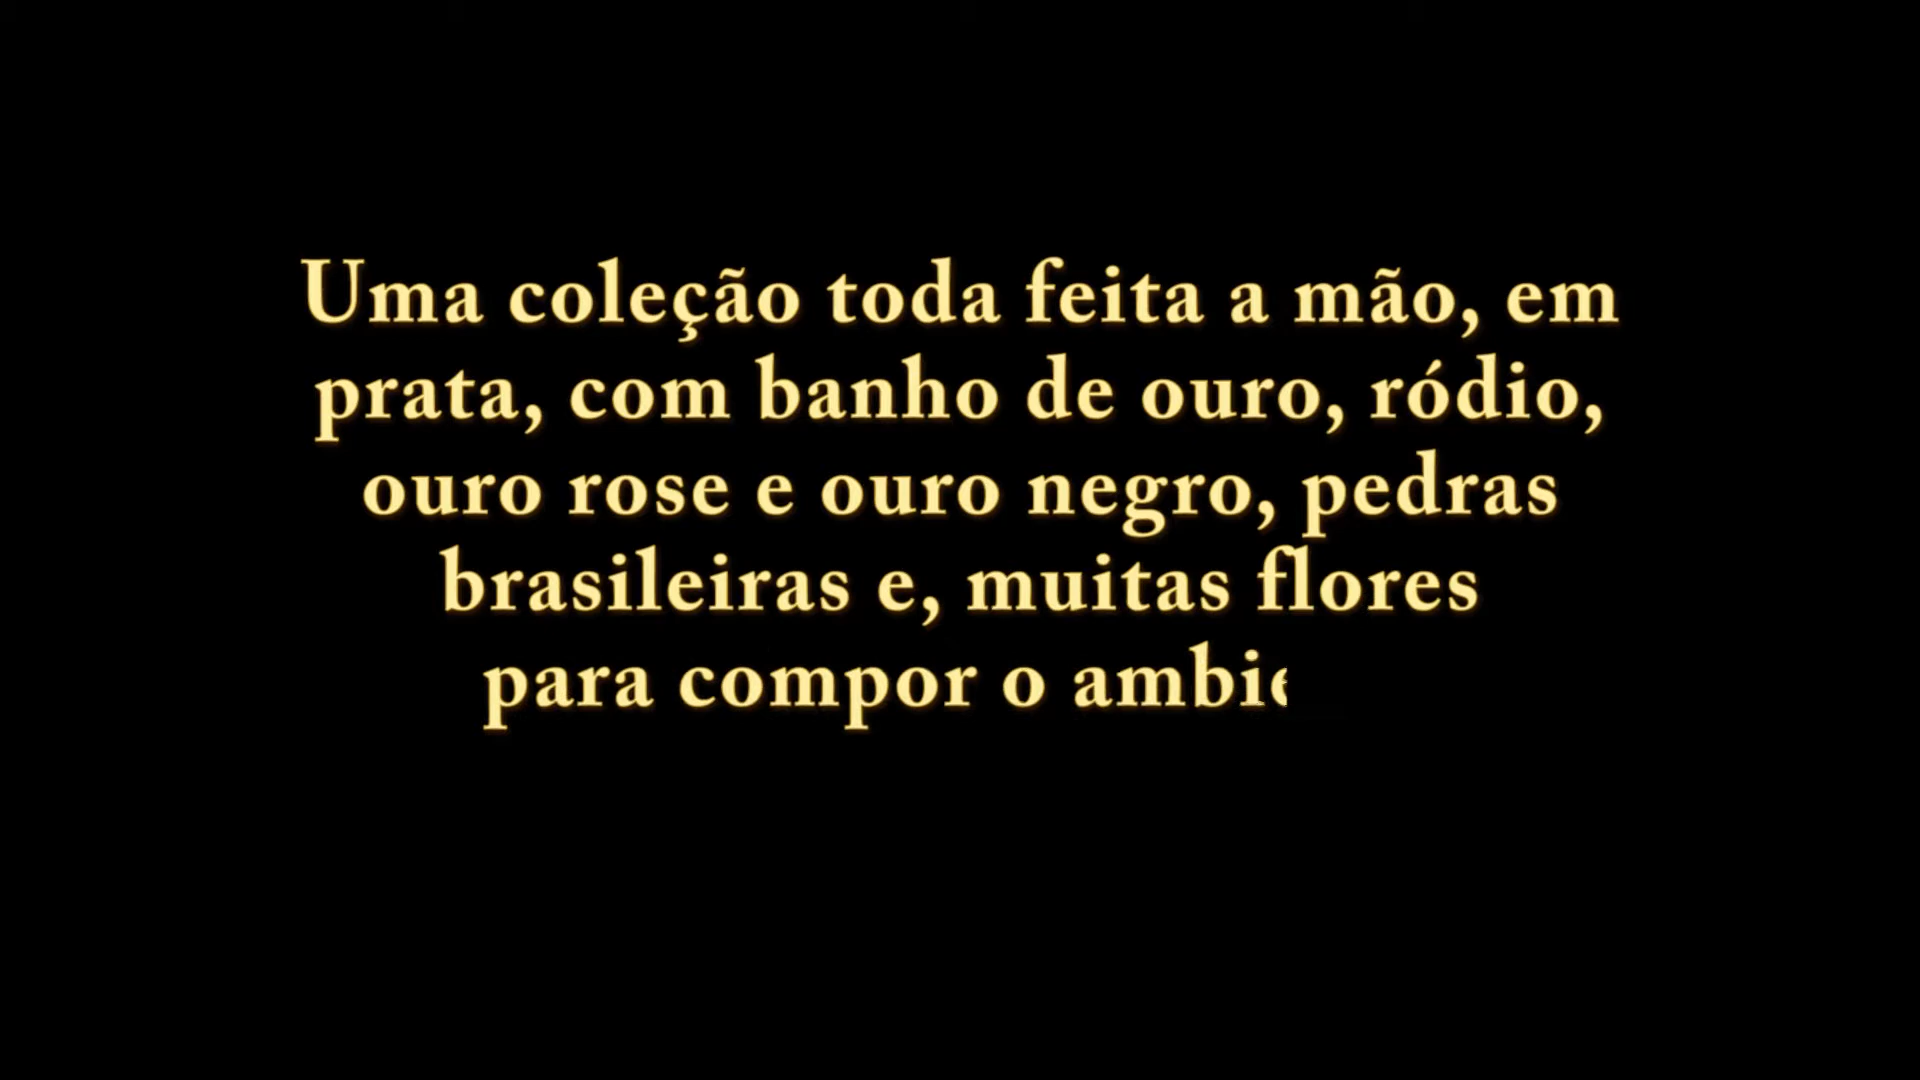 Uma coleção toda feita a mão, em
prata, com banho de ouro, ródio,
ouro rose e ouro negro, pedras
brasileiras e, muitas flores
para compor o